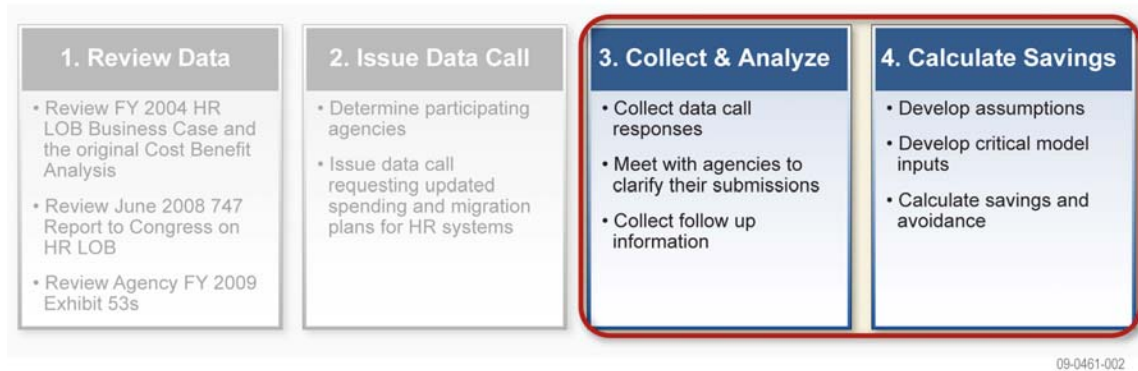 1. Review Data
• Review FY 2004 HR
LOB Business Case and
the original Cost Benefit
Analysis
• Review June 2008 747
Report to Congress on
HR LOB
• Review Agency FY 2009
Exhibit 53s
2. Issue Data Call
• Determine participating
agencies
• Issue data call
requesting updated
spending and migration
plans for HR systems
3. Collect & Analyze
• Collect data call
responses
• Meet with agencies to
clarify their submissions
• Collect follow up
information
4. Calculate Savings
• Develop assumptions
• Develop critical model
inputs
• Calculate savings and
avoidance
09-0461-002